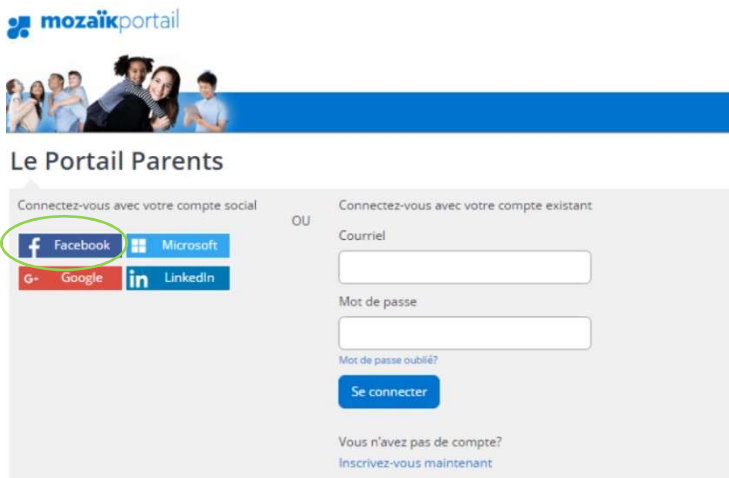 mozaïkportail
Le Portail Parents
Connectez-vous avec votre compte social
Facebook
Microsoft
G+ Google
in LinkedIn
OU
Connectez-vous avec votre compte existant
Courriel
Mot de passe
Mot de passe oublié?
Se connecter
Vous n'avez pas de compte?
Inscrivez-vous maintenant